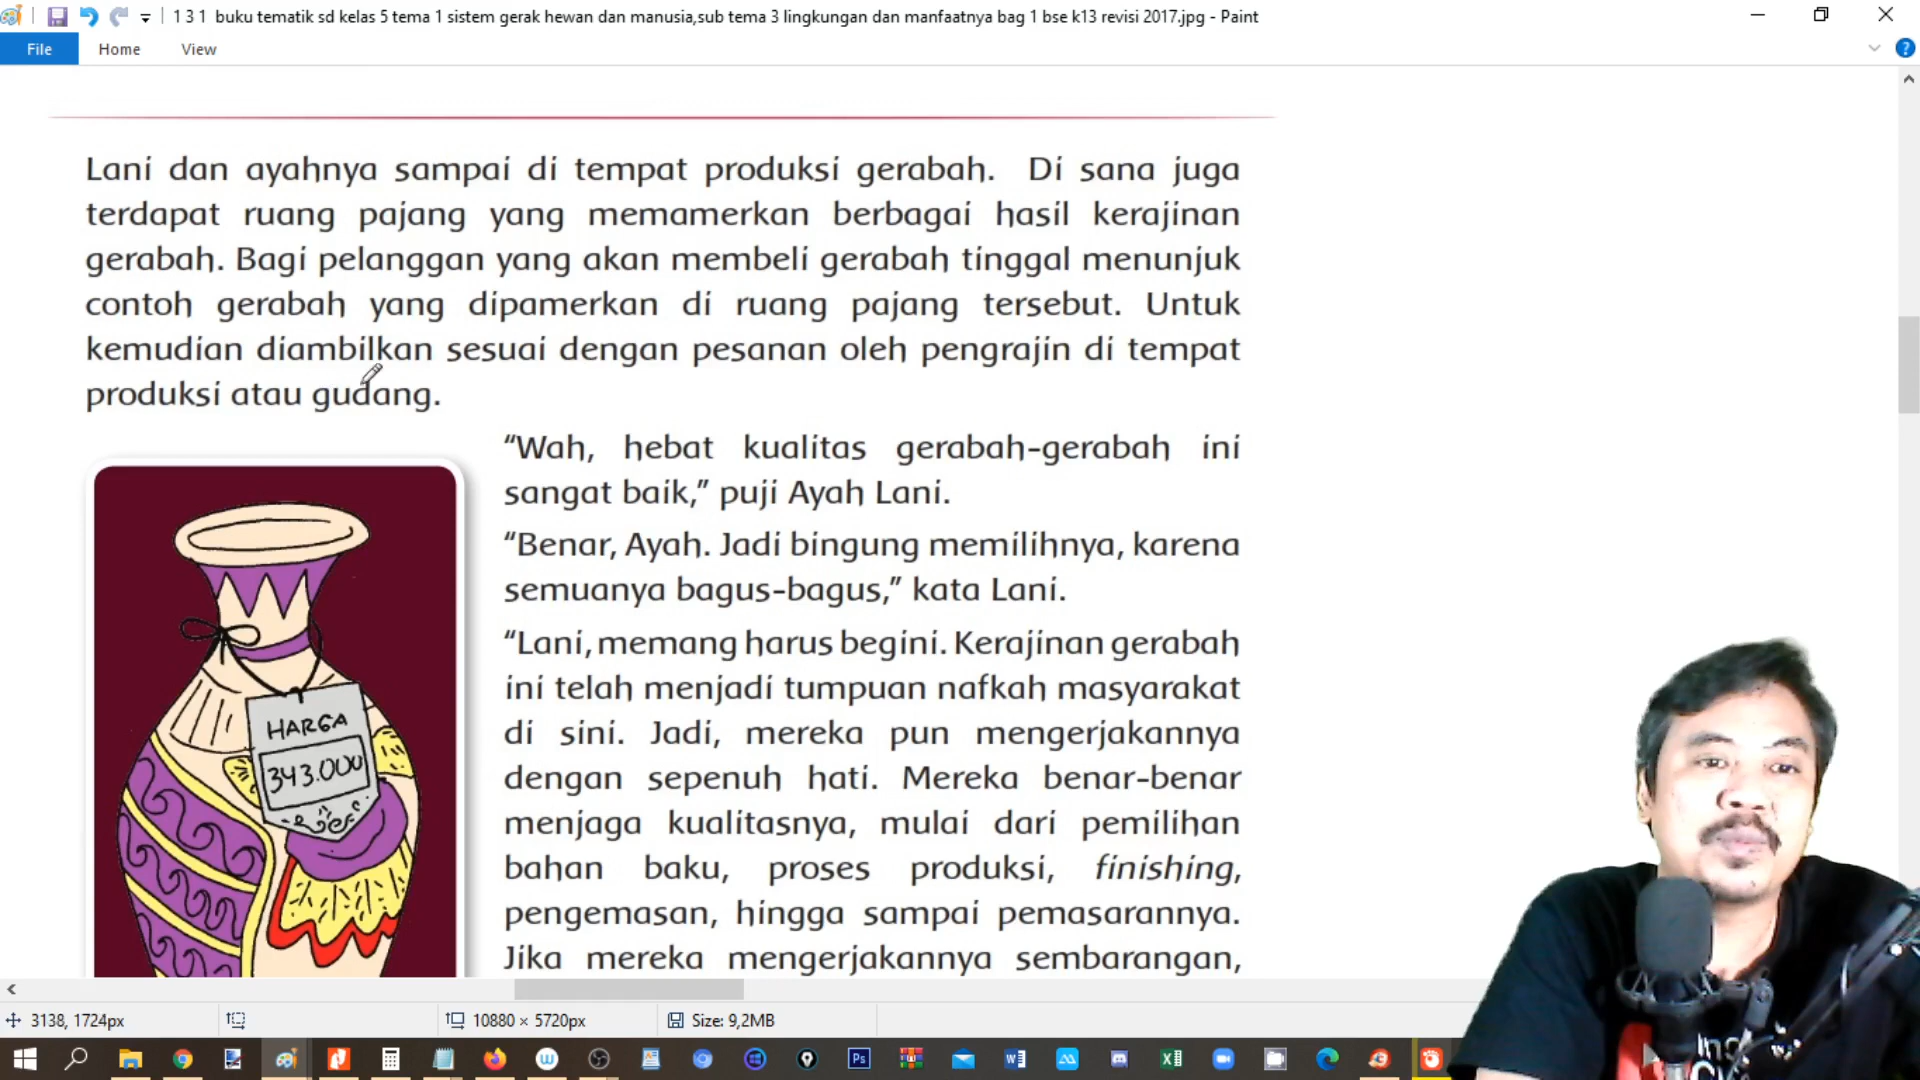 1 3 1 buku tematik sd kelas 5 tema 1 sistem gerak hewan dan manusia,sub tema 3 lingkungan dan manfaatnya bag 1 bse k13 revisi 2017.jpg - Paint
File Home View
Lani dan ayahnya sampai di tempat produksi gerabah. Di sana juga
terdapat ruang pajang yang memamerkan berbagai hasil kerajinan
gerabah. Bagi pelanggan yang akan membeli gerabah tinggal menunjuk
contoh gerabah yang dipamerkan di ruang pajang tersebut. Untuk
kemudian diambilkan sesuai dengan pesanan oleh pengrajin di tempat
produksi atau gudang.
“Wah, hebat kualitas gerabah-gerabah ini
sangat baik,” puji Ayah Lani.
“Benar, Ayah. Jadi bingung memilihnya, karena
semuanya bagus-bagus,” kata Lani.
“Lani, memang harus begini. Kerajinan gerabah
ini telah menjadi tumpuan nafkah masyarakat
di sini. Jadi, mereka pun mengerjakannya
dengan sepenuh hati. Mereka benar-benar
menjaga kualitasnya, mulai dari pemilihan
bahan baku, proses produksi, finishing,
pengemasan, hingga sampai pemasarannya.
Jika mereka mengerjakannya sembarangan,
HARGA
343.000
3138, 1724px
10880 × 5720px
Size: 9,2MB
Ps